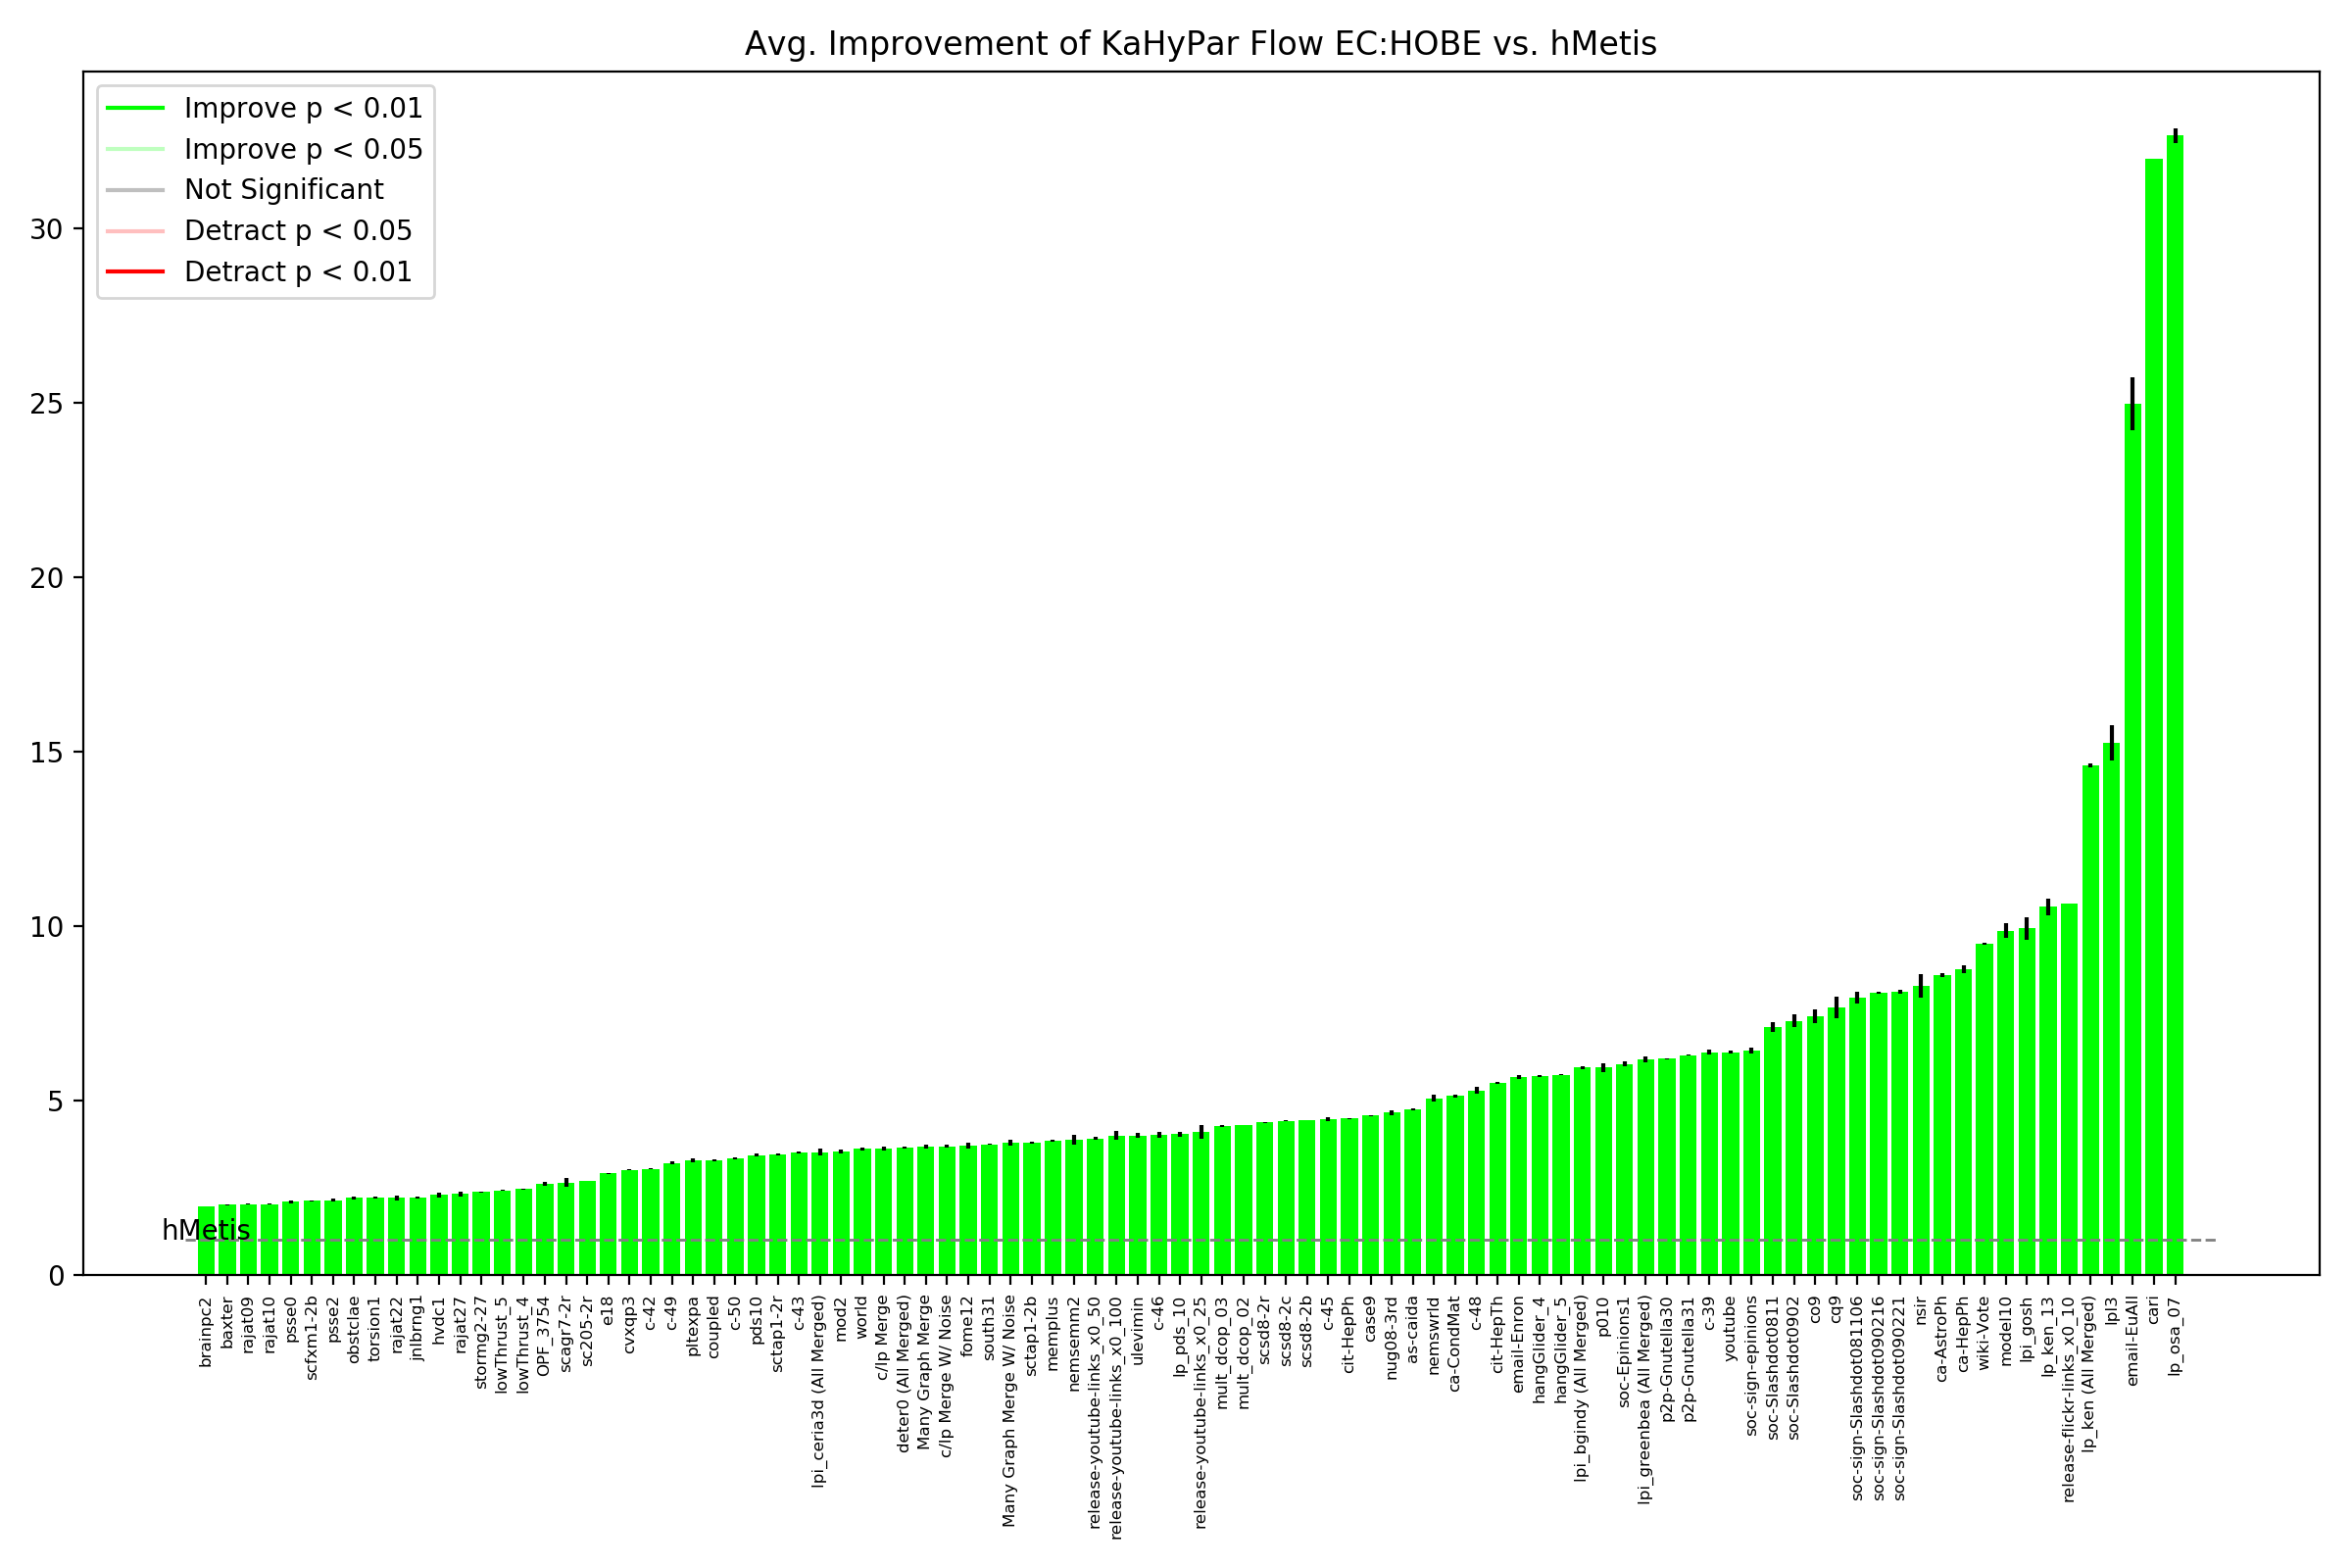 Avg. Improvement of KaHyPar Flow EC:HOBE vs. hMetis
Improve p < 0.01
Improve p < 0.05
Not Significant
Detract p < 0.05
Detract p < 0.01
30
25
20
15
10
5
0
hMetis
brainpc2
baxter
rajat09
rajat10
psse0
scfxm1-2b
psse2
obstclae
torsion1
rajat22
jnlbrng1
hvdc1
rajat27
stormg2-27
lowThrust_5
lowThrust_4
OPF_3754
scagr7-2r
sc205-2r
e18
cvxqp3
c-42
c-49
pltexpa
coupled
c-50
pds10
sctap1-2r
c-43
lpi_ceria3d (All Merged)
mod2
world
c/lp Merge
deter0 (All Merged)
Many Graph Merge
c/lp Merge W/ Noise
fome12
south31
Many Graph Merge W/ Noise
sctap1-2b
memplus
nemsemm2
release-youtube-links_x0_50
release-youtube-links_x0_100
ulevimin
c-46
lp_pds_10
release-youtube-links_x0_25
mult_dcop_03
mult_dcop_02
scsd8-2r
scsd8-2c
scsd8-2b
c-45
cit-HepPh
case9
nug08-3rd
as-caida
nemswrld
ca-CondMat
c-48
cit-HepTh
email-Enron
hangGlider_4
hangGlider_5
lpi_bgindy (All Merged)
p010
soc-Epinions1
lpi_greenbea (All Merged)
p2p-Gnutella30
p2p-Gnutella31
c-39
youtube
soc-sign-epinions
soc-Slashdot0811
soc-Slashdot0902
co9
cq9
soc-sign-Slashdot081106
soc-sign-Slashdot090216
soc-sign-Slashdot090221
nsir
ca-AstroPh
ca-HepPh
wiki-Vote
model10
lpi_gosh
lp_ken_13
release-flickr-links_x0_10
lp_ken (All Merged)
lpl3
email-EuAll
cari
lp_osa_07